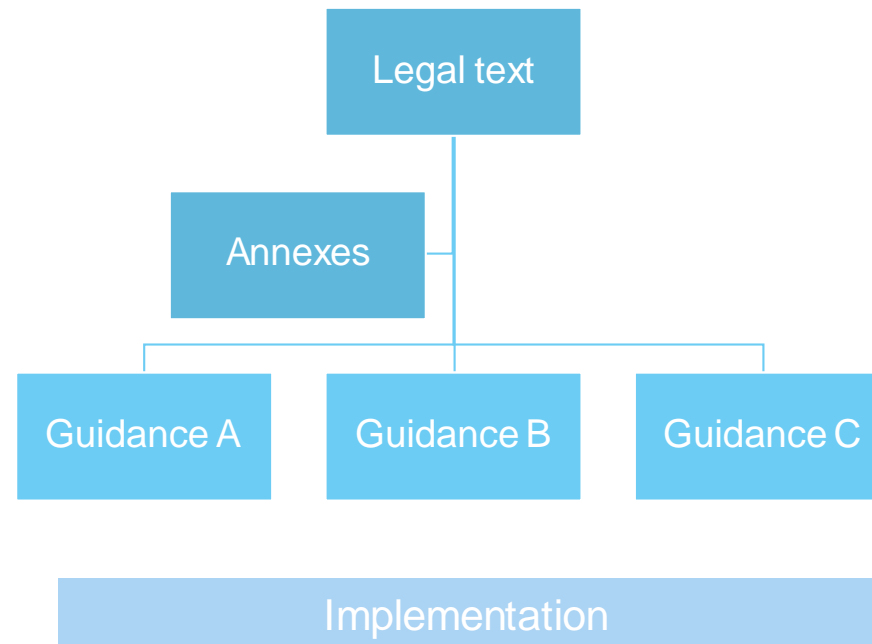 Legal text
Annexes
Guidance A
Guidance B
Guidance C
Implementation